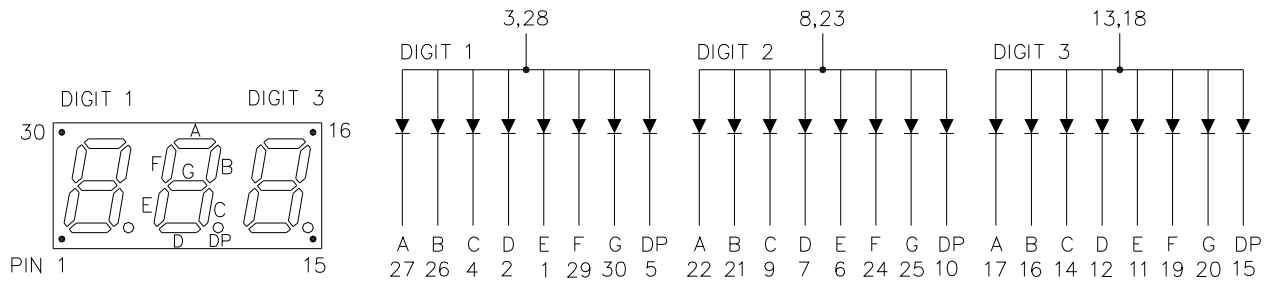 3,28 8,23 13,18
DIGIT 1 DIGIT 2 DIGIT 3
DIGIT 1 DIGIT 3
30 16
A
F B
G
E C
D DP
PIN 1 15
A B C D E F G DP A B C D E F G DP A B C D E F G DP
27 26 4 2 1 29 30 5 22 21 9 7 6 24 25 10 17 16 14 12 11 19 20 15